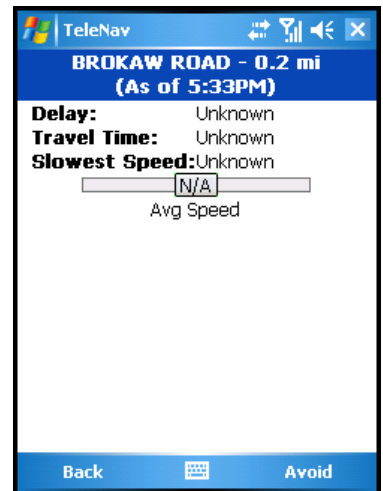 TeleNav
BROKAW ROAD - 0.2 mi
(As of 5:33PM)
Delay: Unknown
Travel Time: Unknown
Slowest Speed:Unknown
N/A
Avg Speed
Back Avoid